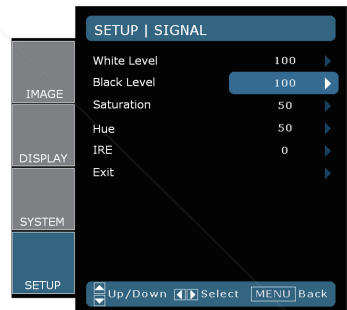 SETUP | SIGNAL
White Level 100
Black Level 100
Saturation 50
Hue 50
IRE 0
Exit
IMAGE
DISPLAY
SYSTEM
SETUP
Up/Down Select MENU Back